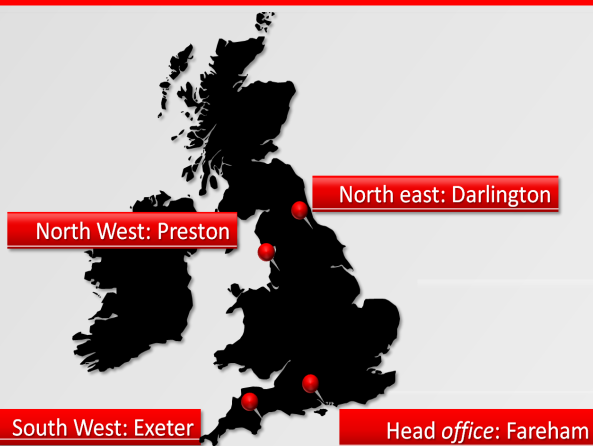 North east: Darlington
North West: Preston
South West: Exeter
Head office: Fareham